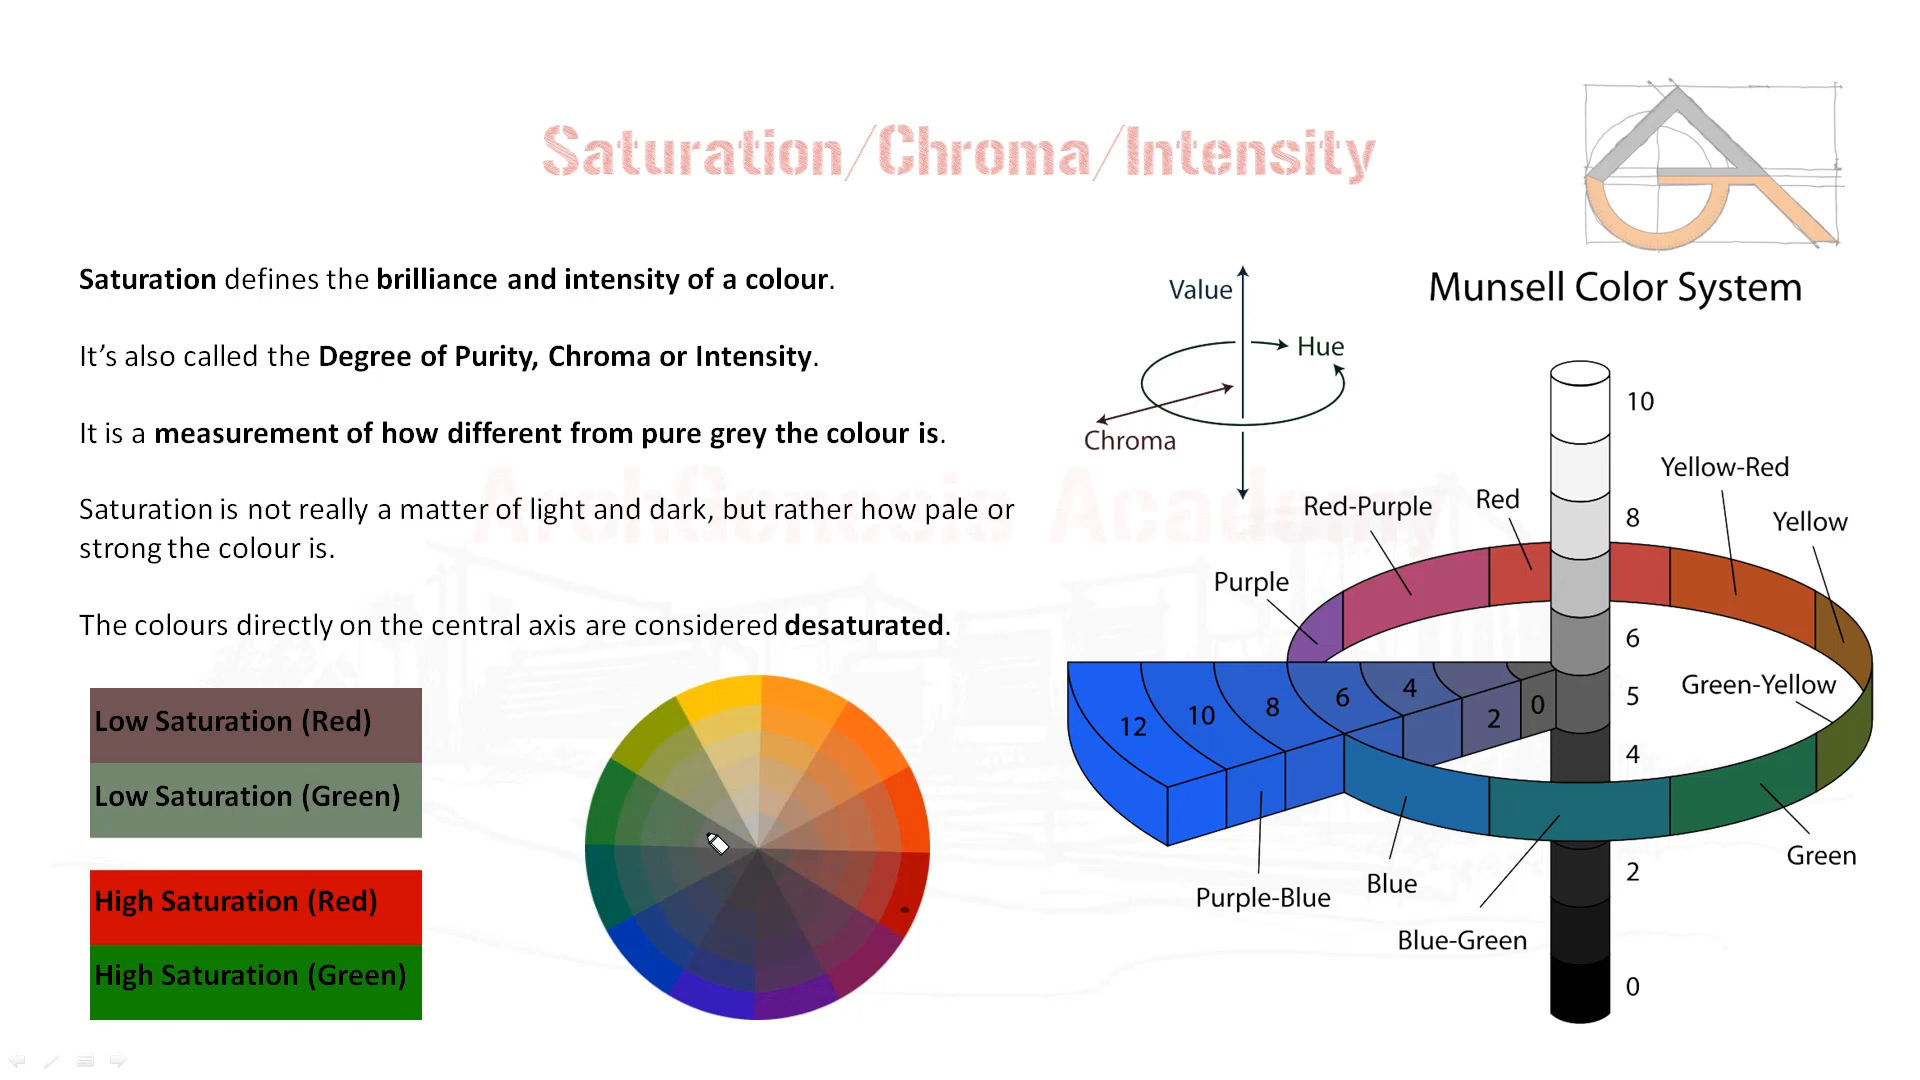 Saturation/Chroma/Intensity
Saturation defines the brilliance and intensity of a colour.
It’s also called the Degree of Purity, Chroma or Intensity.
It is a measurement of how different from pure grey the colour is.
ArchGenesis Academy
Saturation is not really a matter of light and dark, but rather how pale or
strong the colour is.
The colours directly on the central axis are considered desaturated.
Low Saturation (Red)
Low Saturation (Green)
High Saturation (Red)
High Saturation (Green)
Value
Hue
Chroma
Munsell Color System
10
8
6
5
4
2
0
Yellow-Red
Yellow
Red
Red-Purple
Purple
Green-Yellow
12
10
8
6
4
2
0
Green
Blue
Purple-Blue
Blue-Green